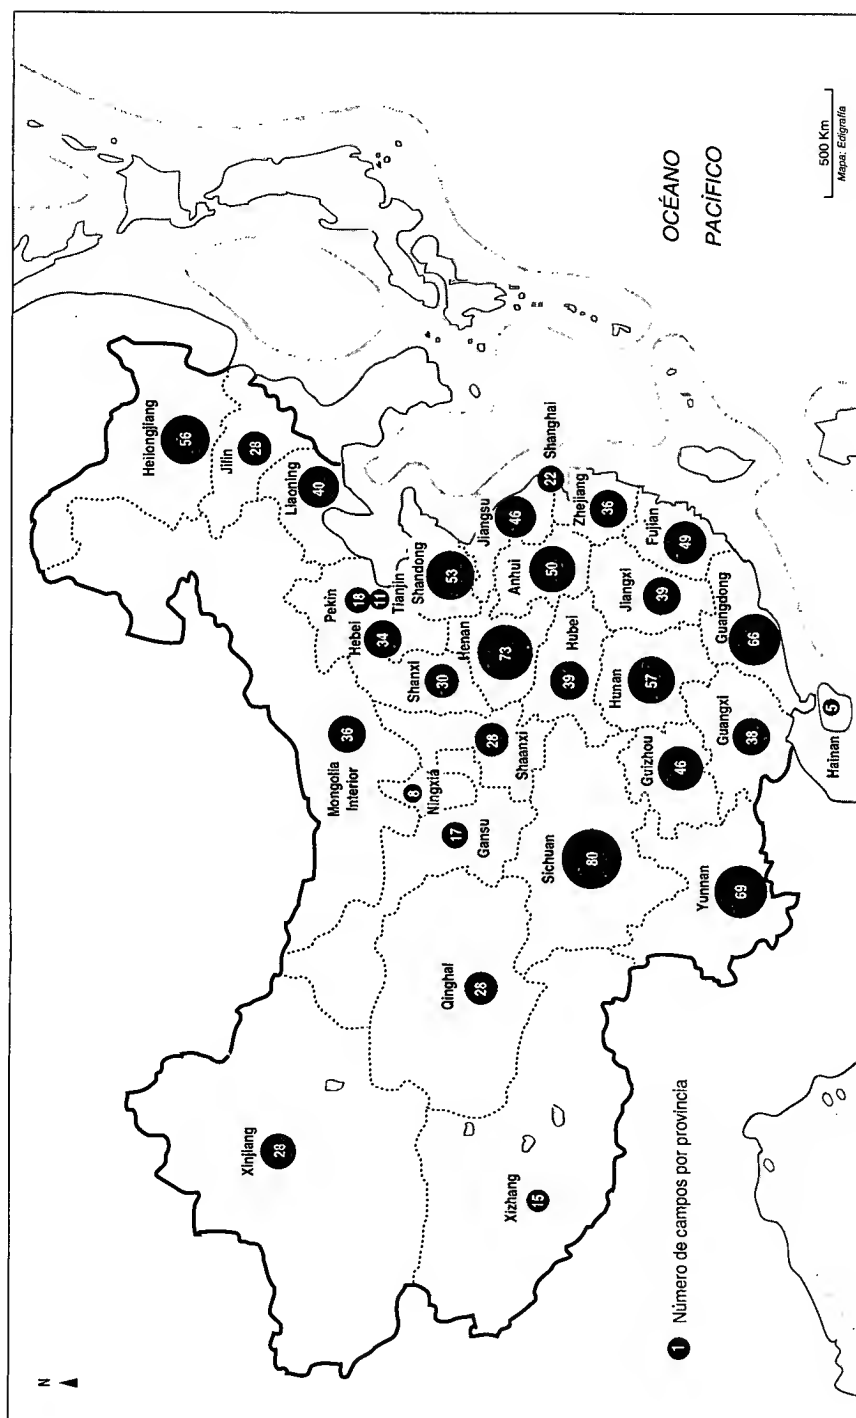 N
Heilongjiang
56
Jilin
28
Liaoning
40
Pekin
18
11
Tianjin
Hebei
34
Shandong
53
Shanxi
30
Mongolia
Interior
36
Ningxia
8
Gansu
17
Shaanxi
28
Henan
73
Jiangsu
46
Shanghai
22
Anhui
50
Zhejiang
36
Hubei
39
Fujian
49
Jiangxi
39
Hunan
57
Guangdong
66
Guangxi
38
Guizhou
46
Hainan
5
Sichuan
80
Yunnan
69
Qinghai
28
Xinjiang
28
Xizhang
15
OCÉANO
PACÍFICO
1 Número de campos por provincia
500 Km
Mapa: Edigrafía